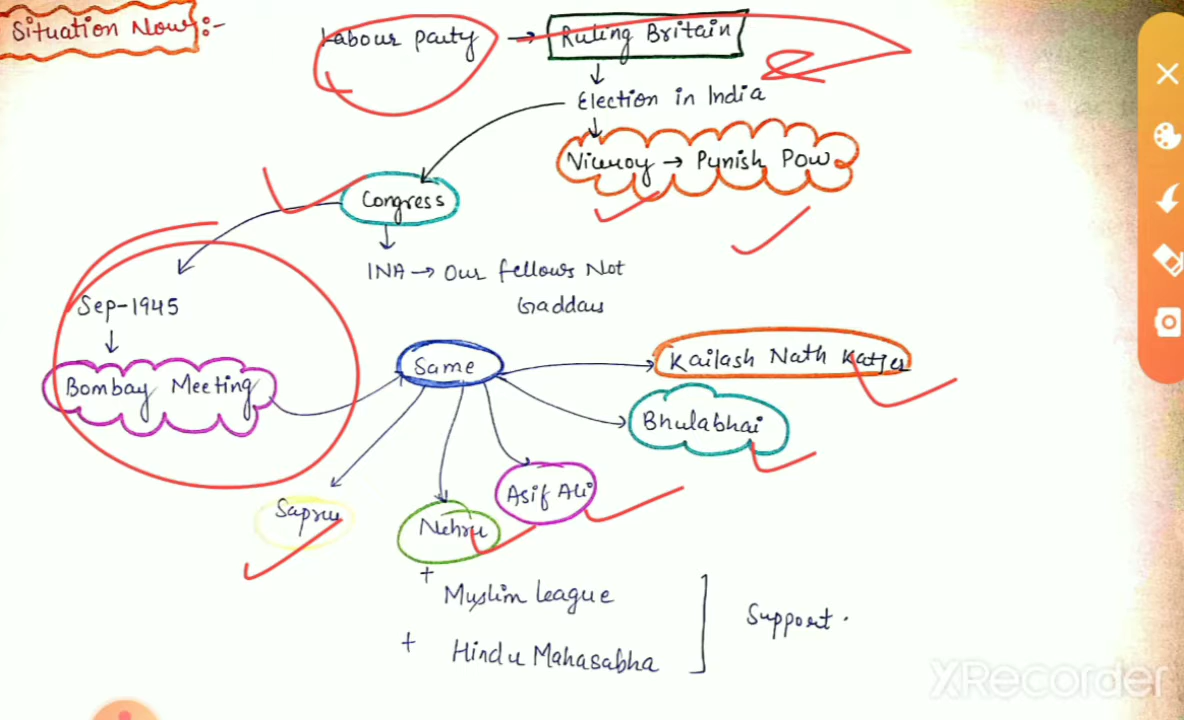 Situation Now:-
Labour party → Ruling Britain
Election in India
Viceroy → Punish POW
Congress
INA → Our fellows Not
Gaddars
Sep-1945
Bombay Meeting
Same
Kailash Nath Katju
Bhulabhai
Asif Ali
Sapru
Nehru
+ Muslim League
+ Hindu Mahasabha
Support.
XRecorder